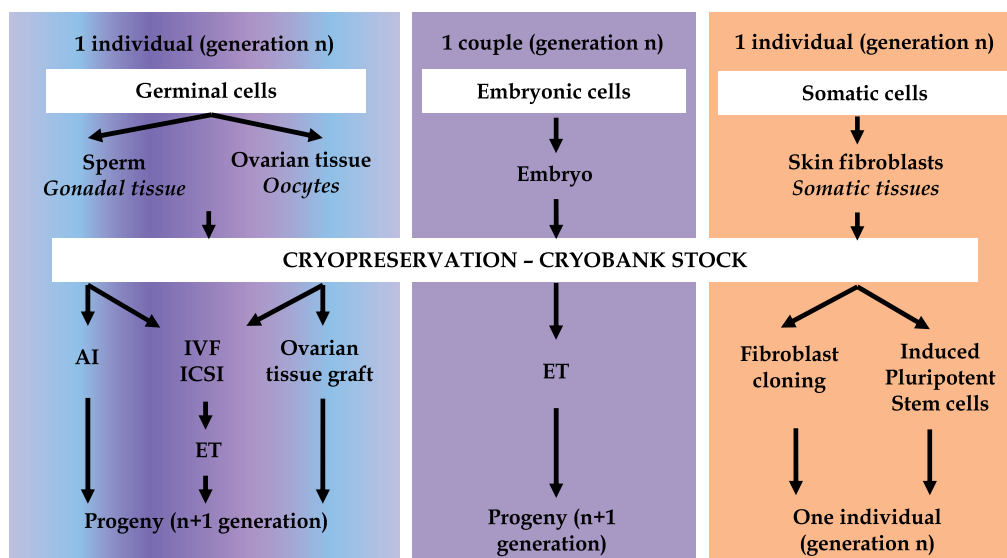 1 individual (generation n)
Germinal cells
Sperm
Gonadal tissue
Ovarian tissue
Oocytes
1 couple (generation n)
Embryonic cells
Embryo
1 individual (generation n)
Somatic cells
Skin fibroblasts
Somatic tissues
CRYOPRESERVATION – CRYOBANK STOCK
AI
IVF
ICSI
ET
Ovarian
tissue graft
Progeny (n+1 generation)
ET
Progeny (n+1
generation)
Fibroblast
cloning
Induced
Pluripotent
Stem cells
One individual
(generation n)